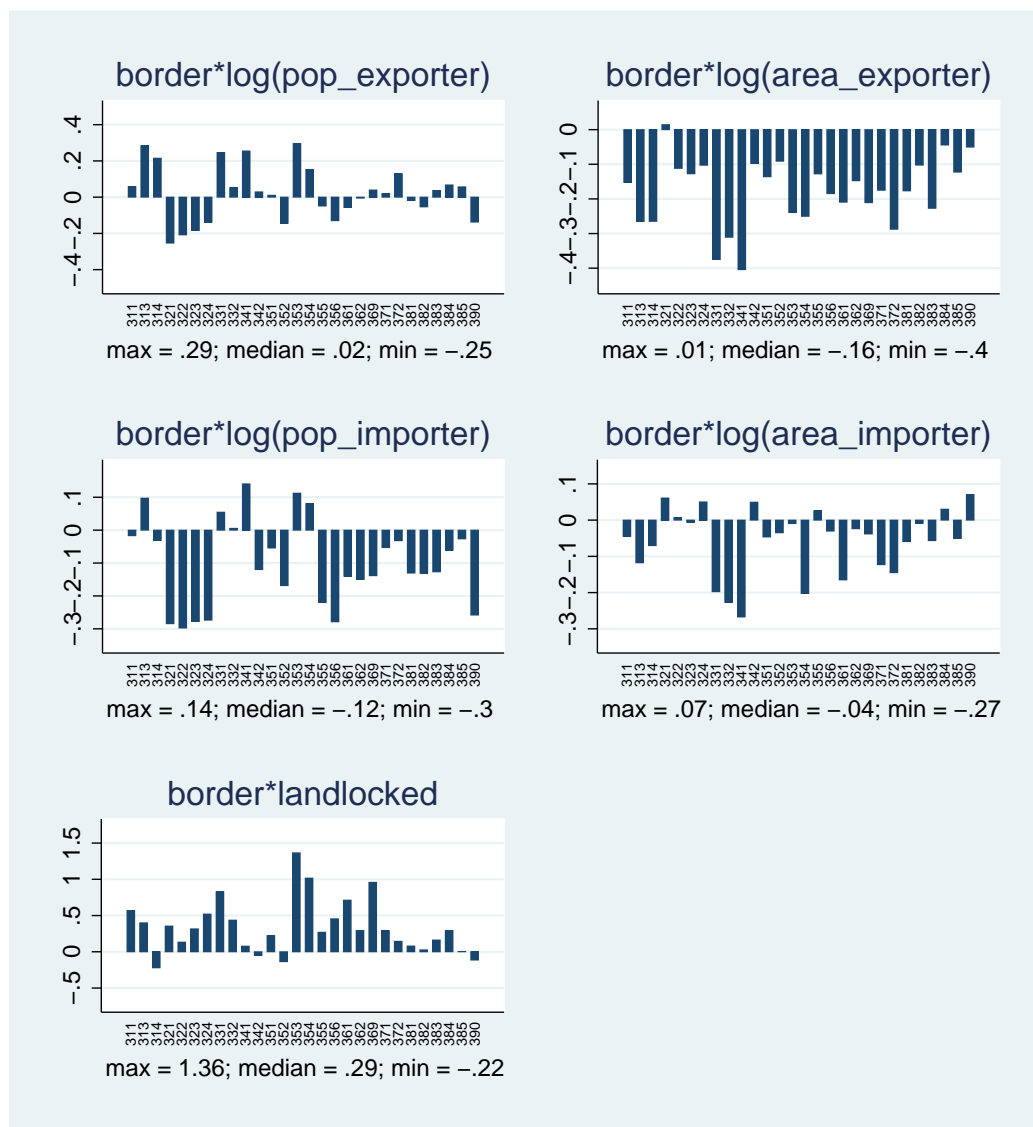 border*log(pop_exporter)
.4
.2
0
−.2
−.4
311 313 314 321 322 323 324 331 332 341 342 351 352 353 354 355 356 361 362 369 371 372 381 382 383 384 385 390
max = .29; median = .02; min = −.25
border*log(area_exporter)
0
−.1
−.2
−.3
−.4
311 313 314 321 322 323 324 331 332 341 342 351 352 353 354 355 356 361 362 369 371 372 381 382 383 384 385 390
max = .01; median = −.16; min = −.4
border*log(pop_importer)
.1
0
−.1
−.2
−.3
311 313 314 321 322 323 324 331 332 341 342 351 352 353 354 355 356 361 362 369 371 372 381 382 383 384 385 390
max = .14; median = −.12; min = −.3
border*log(area_importer)
.1
0
−.1
−.2
−.3
311 313 314 321 322 323 324 331 332 341 342 351 352 353 354 355 356 361 362 369 371 372 381 382 383 384 385 390
max = .07; median = −.04; min = −.27
border*landlocked
1.5
1
.5
0
−.5
311 313 314 321 322 323 324 331 332 341 342 351 352 353 354 355 356 361 362 369 371 372 381 382 383 384 385 390
max = 1.36; median = .29; min = −.22